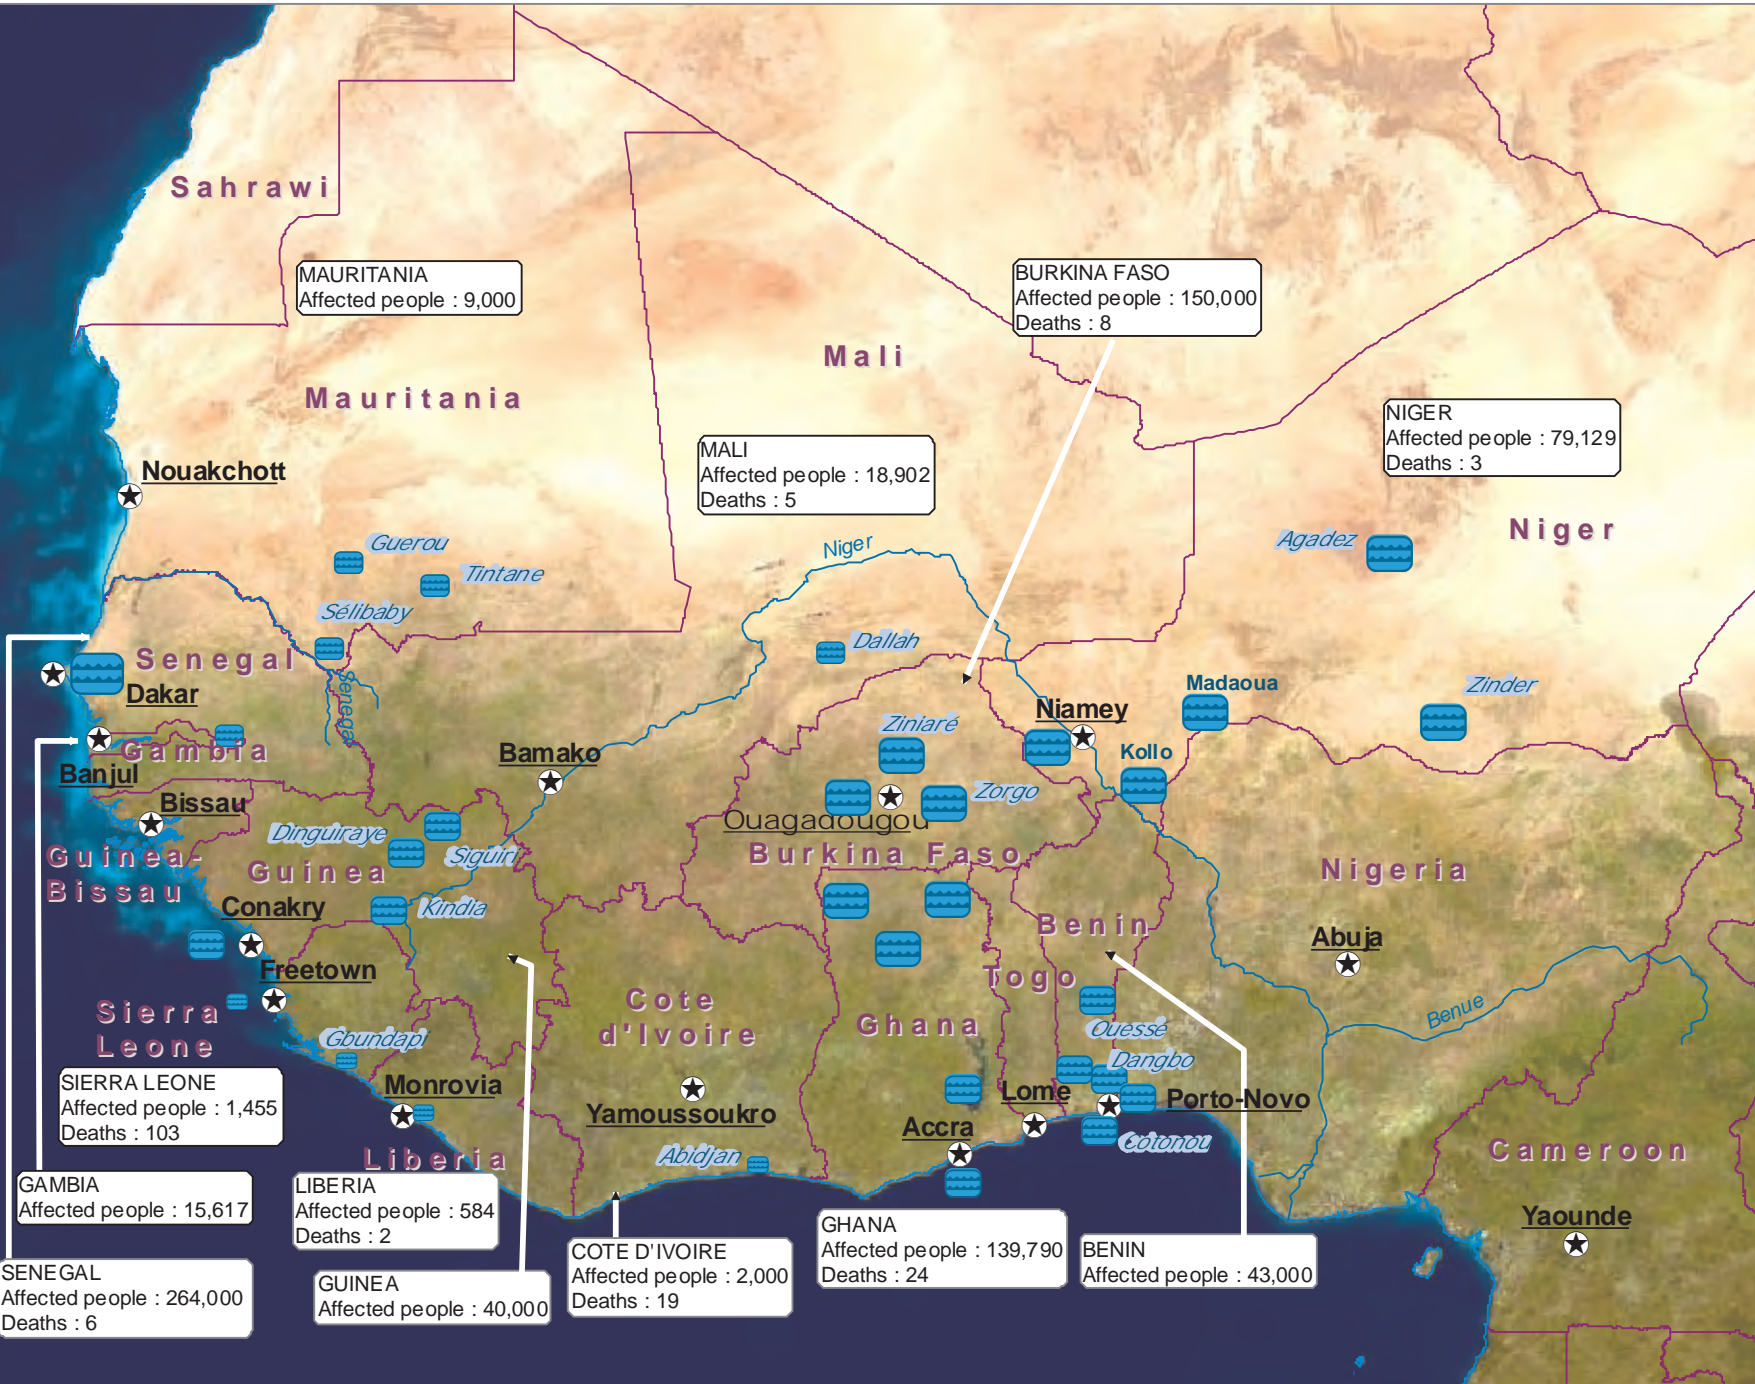 Sahrawi
MAURITANIA
Affected people : 9,000
BURKINA FASO
Affected people : 150,000
Deaths : 8
Mali
Mauritania
NIGER
Affected people : 79,129
Deaths : 3
MALI
Affected people : 18,902
Deaths : 5
Nouakchott
Niger
Agadez
Niger
Guerou
Tintane
Sélibaby
Dallah
Senegal
Senegal
Dakar
Madaoua
Zinder
Niamey
Ziniaré
Gambia
Banjul
Bamako
Kollo
Bissau
Zorgo
Ouagadougou
Dinguiraye
Siguiri
Guinea-
Bissau
Guinea
Burkina Faso
Nigeria
Conakry
Kindia
Benin
Abuja
Freetown
Togo
Sierra
Leone
Cote
d'Ivoire
Ghana
Benue
Ouessé
Gbundapi
Dangbo
SIERRA LEONE
Affected people : 1,455
Deaths : 103
Monrovia
Yamoussoukro
Lome
Porto-Novo
Accra
Cotonou
Abidjan
Liberia
Cameroon
GAMBIA
Affected people : 15,617
LIBERIA
Affected people : 584
Deaths : 2
Yaounde
GHANA
Affected people : 139,790
Deaths : 24
BENIN
Affected people : 43,000
COTE D'IVOIRE
Affected people : 2,000
Deaths : 19
SENEGAL
Affected people : 264,000
Deaths : 6
GUINEA
Affected people : 40,000